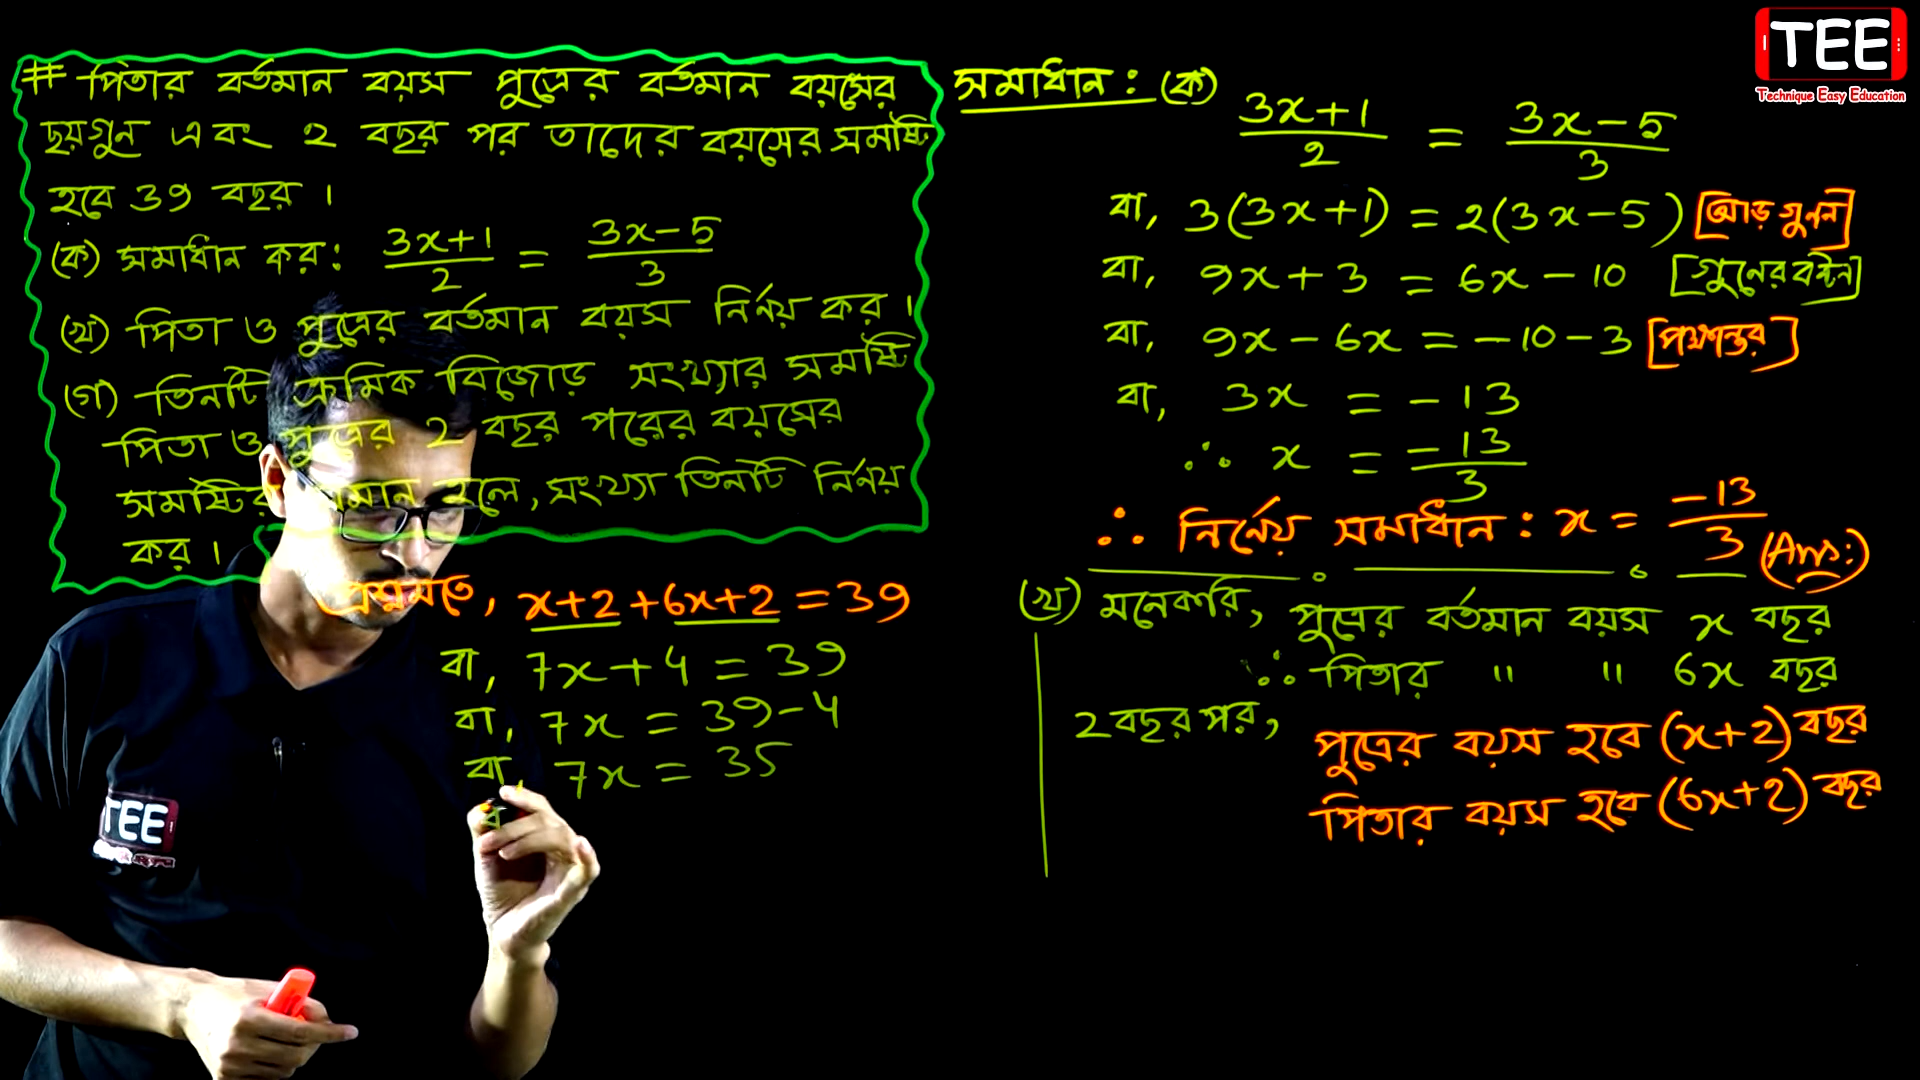 # পিতার বর্তমান বয়স পুত্রের বর্তমান বয়সের
ছয়গুন এবং 2 বছর পর তাদের বয়সের সমষ্টি
হবে 39 বছর ।
(ক) সমাধান কর: (3x+1)/2 = (3x-5)/3
(খ) পিতা ও পুত্রের বর্তমান বয়স নির্নয় কর ।
(গ) তিনটি ক্রমিক বিজোড় সংখ্যার সমষ্টি
পিতা ও পুত্রের 2 বছর পরের বয়সের
সমষ্টির সমান হলে, সংখ্যা তিনটি নির্নয়
কর ।
প্রশ্নমতে, x+2+6x+2 = 39
বা, 7x+4 = 39
বা, 7x = 39-4
বা, 7x = 35
ব
TEE
TEE
Technique Easy Education
সমাধান : (ক)
(3x+1)/2 = (3x-5)/3
বা, 3(3x+1) = 2(3x-5) [আড় গুনন]
বা, 9x+3 = 6x-10 [গুনের বন্টন]
বা, 9x-6x = -10-3 [পক্ষান্তর]
বা, 3x = -13
∴ x = -13/3
∴ নির্নেয় সমাধান : x = -13/3 (Ans:)
(খ) মনেকরি, পুত্রের বর্তমান বয়স x বছর
∴ পিতার " " 6x বছর
2 বছর পর,
পুত্রের বয়স হবে (x+2) বছর
পিতার বয়স হবে (6x+2) বছর